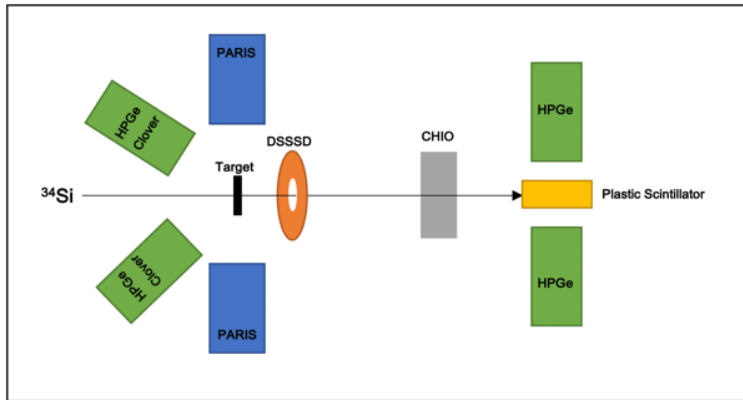 PARIS
HPGe
HPGe
Clover
DSSSD
CHIO
Target
³⁴Si
Plastic Scintillator
HPGe
Clover
HPGe
PARIS